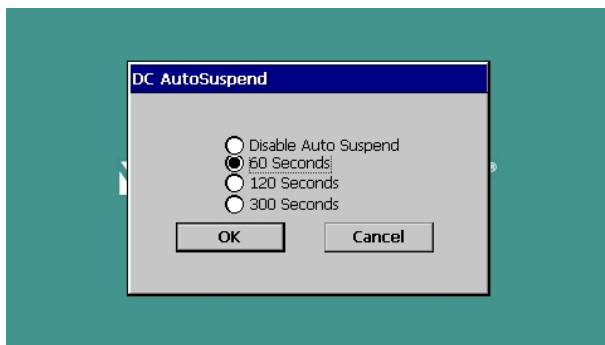 DC AutoSuspend
Disable Auto Suspend
60 Seconds
120 Seconds
300 Seconds
OK
Cancel